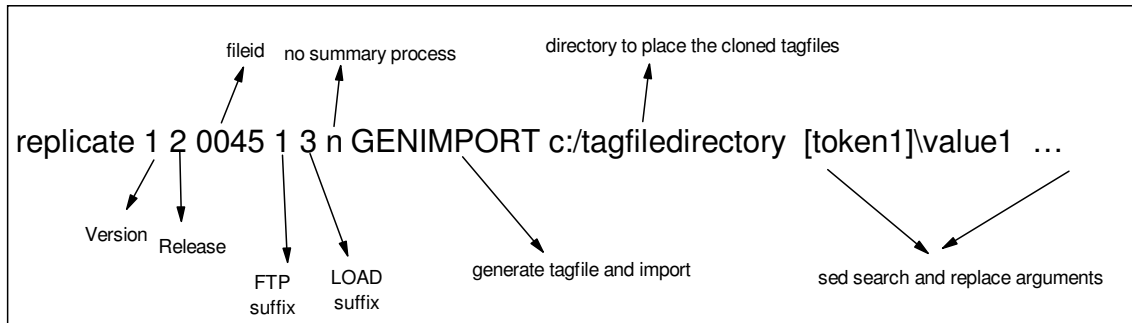 directory to place the cloned tagfiles
fileid
no summary process
replicate 1 2 0045 1 3 n GENIMPORT c:/tagfiledirectory [token1]\value1 …
Version
Release
FTP
suffix
LOAD
suffix
generate tagfile and import
sed search and replace arguments